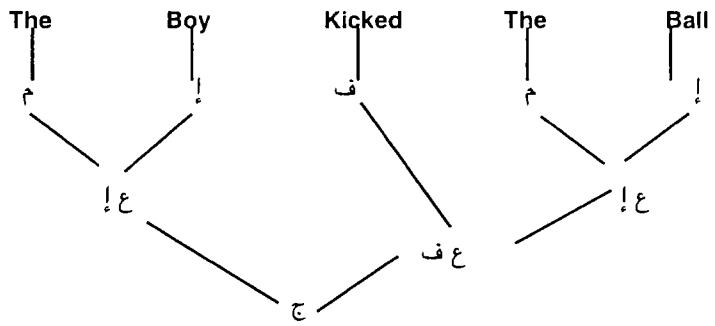 The Boy Kicked The Ball
م إ ف م إ
ع إ ع إ
ع ف
ج